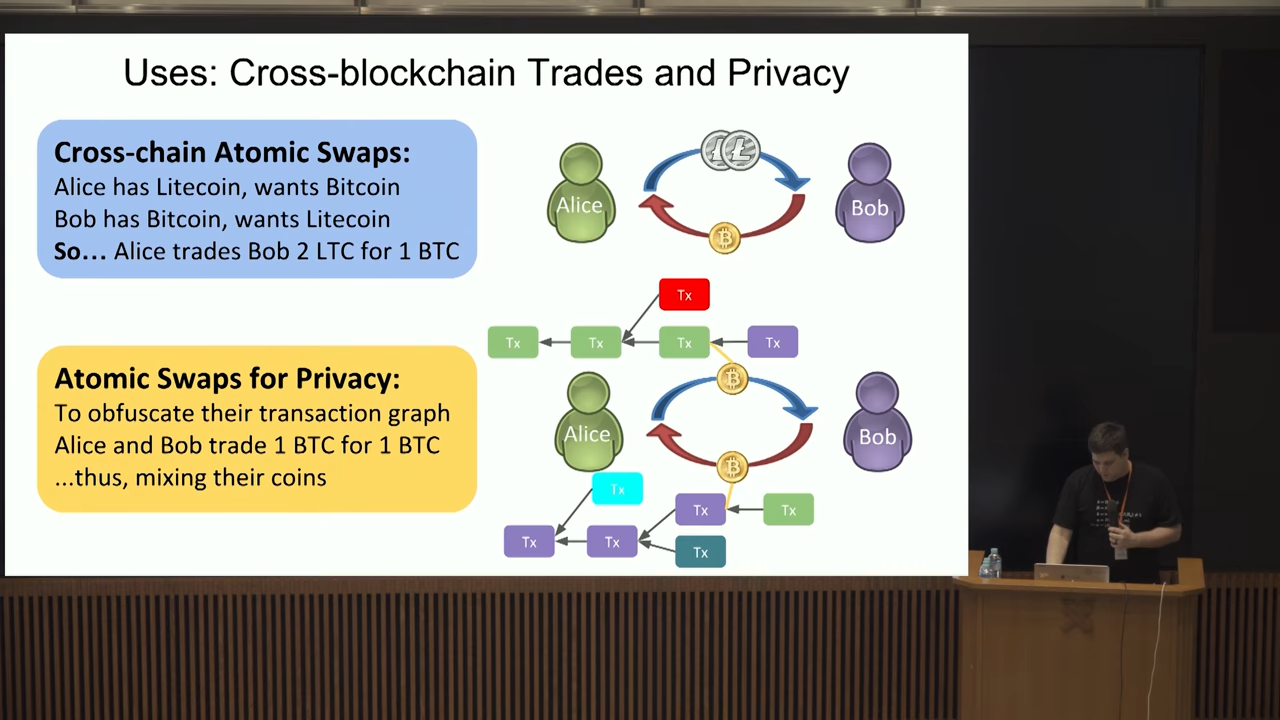 Uses: Cross-blockchain Trades and Privacy
Cross-chain Atomic Swaps:
Alice has Litecoin, wants Bitcoin
Bob has Bitcoin, wants Litecoin
So... Alice trades Bob 2 LTC for 1 BTC
Alice
Bob
Tx
Tx
Tx
Tx
Tx
Atomic Swaps for Privacy:
To obfuscate their transaction graph
Alice and Bob trade 1 BTC for 1 BTC
...thus, mixing their coins
Alice
Bob
Tx
Tx
Tx
Tx
Tx
Tx